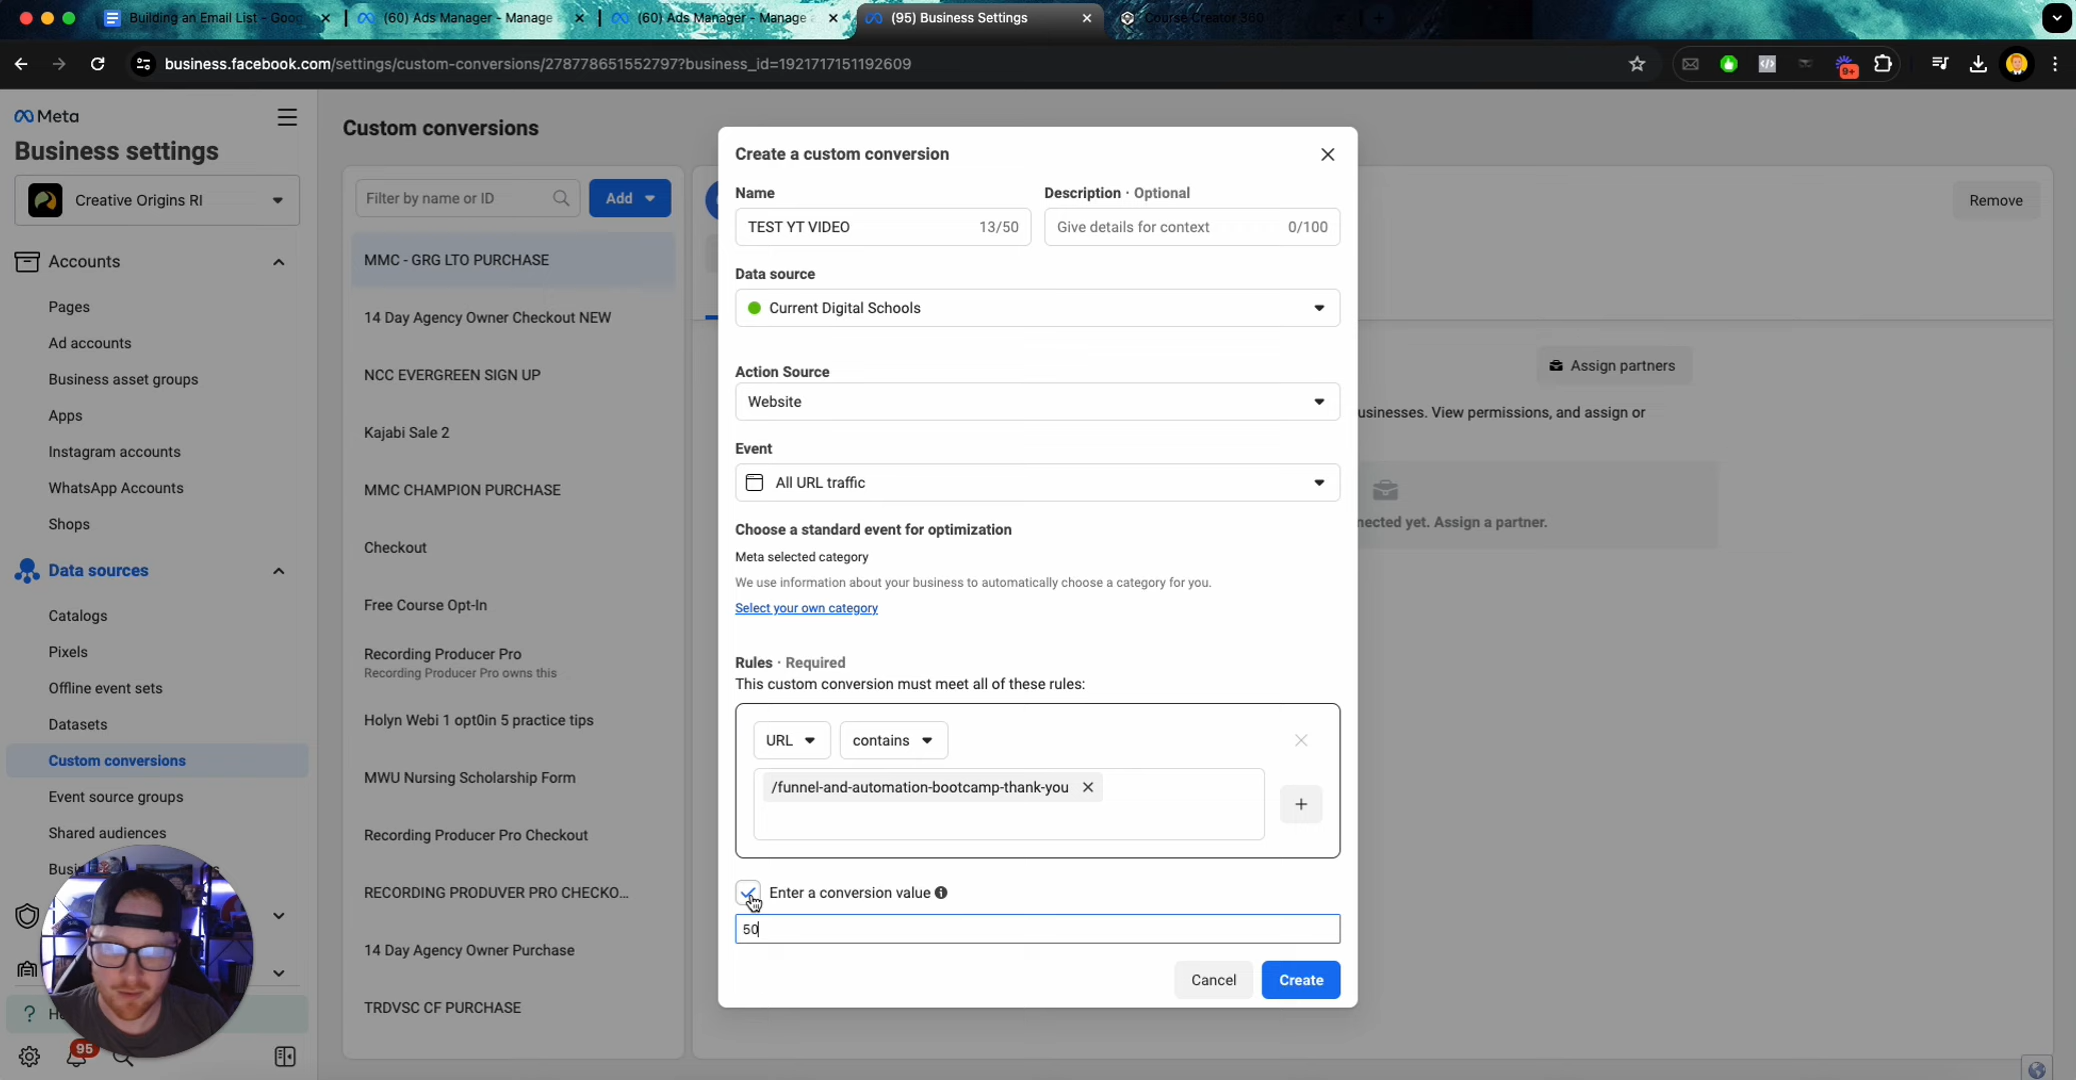 Building an Email List - Goog
(60) Ads Manager - Manage
(60) Ads Manager - Manage a
(95) Business Settings
Course Creator 360
business.facebook.com/settings/custom-conversions/278778651552797?business_id=1921717151192609
9+
Meta
Business settings
Creative Origins RI
Accounts
Pages
Ad accounts
Business asset groups
Apps
Instagram accounts
WhatsApp Accounts
Shops
Data sources
Catalogs
Pixels
Offline event sets
Datasets
Custom conversions
Event source groups
Shared audiences
95
Custom conversions
Filter by name or ID
Add
MMC - GRG LTO PURCHASE
14 Day Agency Owner Checkout NEW
NCC EVERGREEN SIGN UP
Kajabi Sale 2
MMC CHAMPION PURCHASE
Checkout
Free Course Opt-In
Recording Producer Pro
Recording Producer Pro owns this
Holyn Webi 1 opt0in 5 practice tips
MWU Nursing Scholarship Form
Recording Producer Pro Checkout
RECORDING PRODUVER PRO CHECKO...
14 Day Agency Owner Purchase
TRDVSC CF PURCHASE
Remove
Assign partners
usinesses. View permissions, and assign or
nected yet. Assign a partner.
Create a custom conversion
Name
Description · Optional
TEST YT VIDEO 13/50
Give details for context 0/100
Data source
Current Digital Schools
Action Source
Website
Event
All URL traffic
Choose a standard event for optimization
Meta selected category
We use information about your business to automatically choose a category for you.
Select your own category
Rules · Required
This custom conversion must meet all of these rules:
URL
contains
/funnel-and-automation-bootcamp-thank-you
Enter a conversion value
50
Cancel
Create